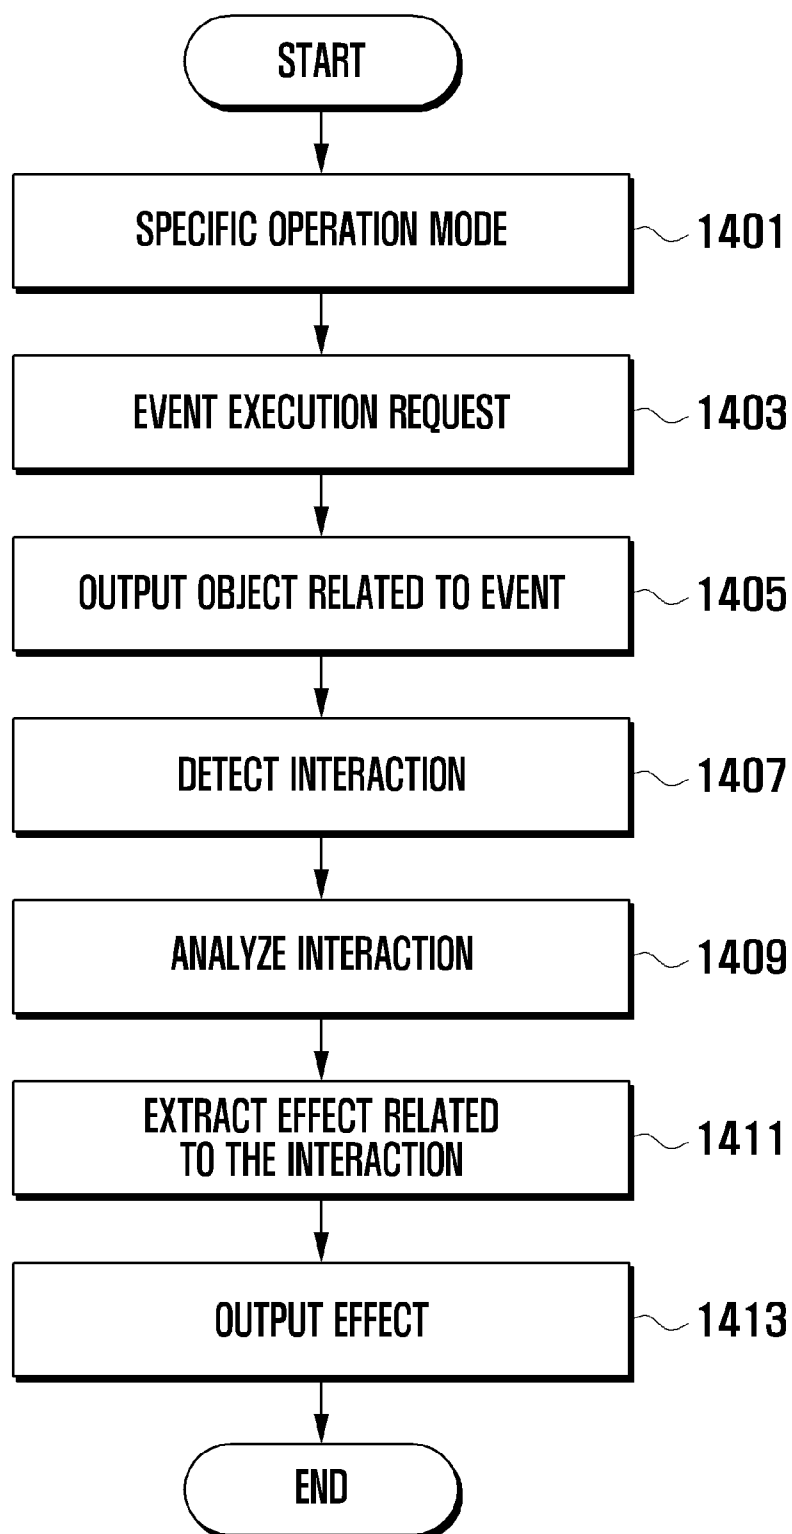 START
SPECIFIC OPERATION MODE
1401
EVENT EXECUTION REQUEST
1403
OUTPUT OBJECT RELATED TO EVENT
1405
DETECT INTERACTION
1407
ANALYZE INTERACTION
1409
EXTRACT EFFECT RELATED
TO THE INTERACTION
1411
OUTPUT EFFECT
1413
END